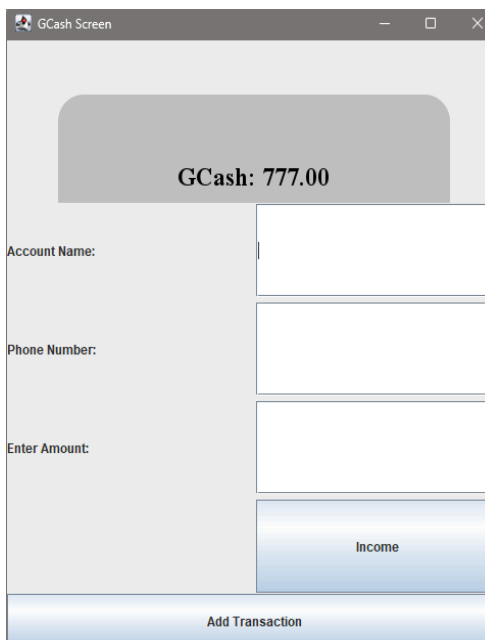 GCash Screen
GCash: 777.00
Account Name:
Phone Number:
Enter Amount:
Income
Add Transaction